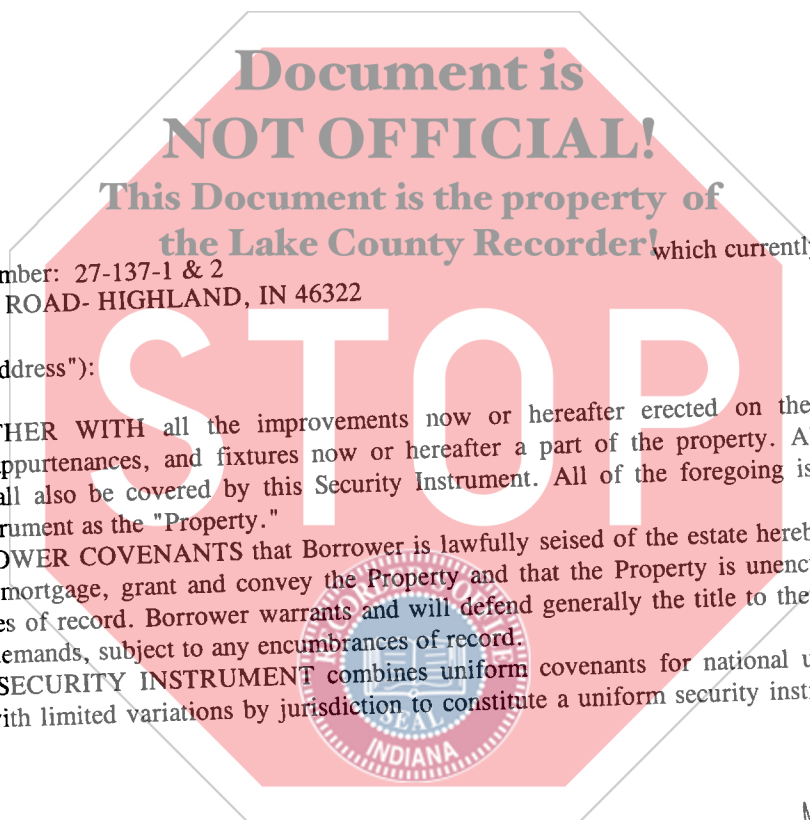 Document is
NOT OFFICIAL!
This Document is the property of
the Lake County Recorder!
which currently
mber: 27-137-1 & 2
ROAD- HIGHLAND, IN 46322
ddress"):
THER WITH all the improvements now or hereafter erected on the
ppurtenances, and fixtures now or hereafter a part of the property. A
all also be covered by this Security Instrument. All of the foregoing is
rument as the "Property."
OWER COVENANTS that Borrower is lawfully seised of the estate hereb
mortgage, grant and convey the Property and that the Property is unenc
es of record. Borrower warrants and will defend generally the title to the
emands, subject to any encumbrances of record.
SECURITY INSTRUMENT combines uniform covenants for national u
ith limited variations by jurisdiction to constitute a uniform security inst
STOP
SEAL
INDIANA